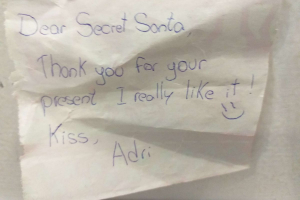 Dear Secret Santa,
Thank you for your
present I really like it!
Kiss,
Adri